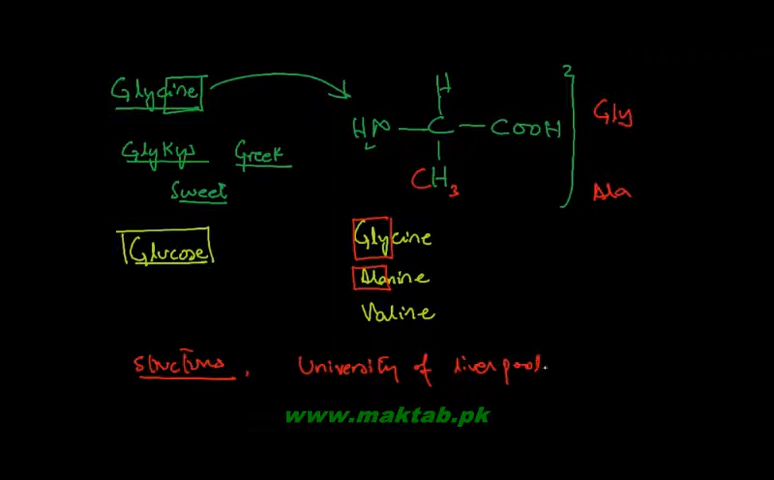 Glycine
H
2
Gly
H2N — C — COOH
Glykys Greek
CH3
Ala
Sweet
Glycine
Glucose
Alanine
Valine
Structures, University of liverpool.
www.maktab.pk